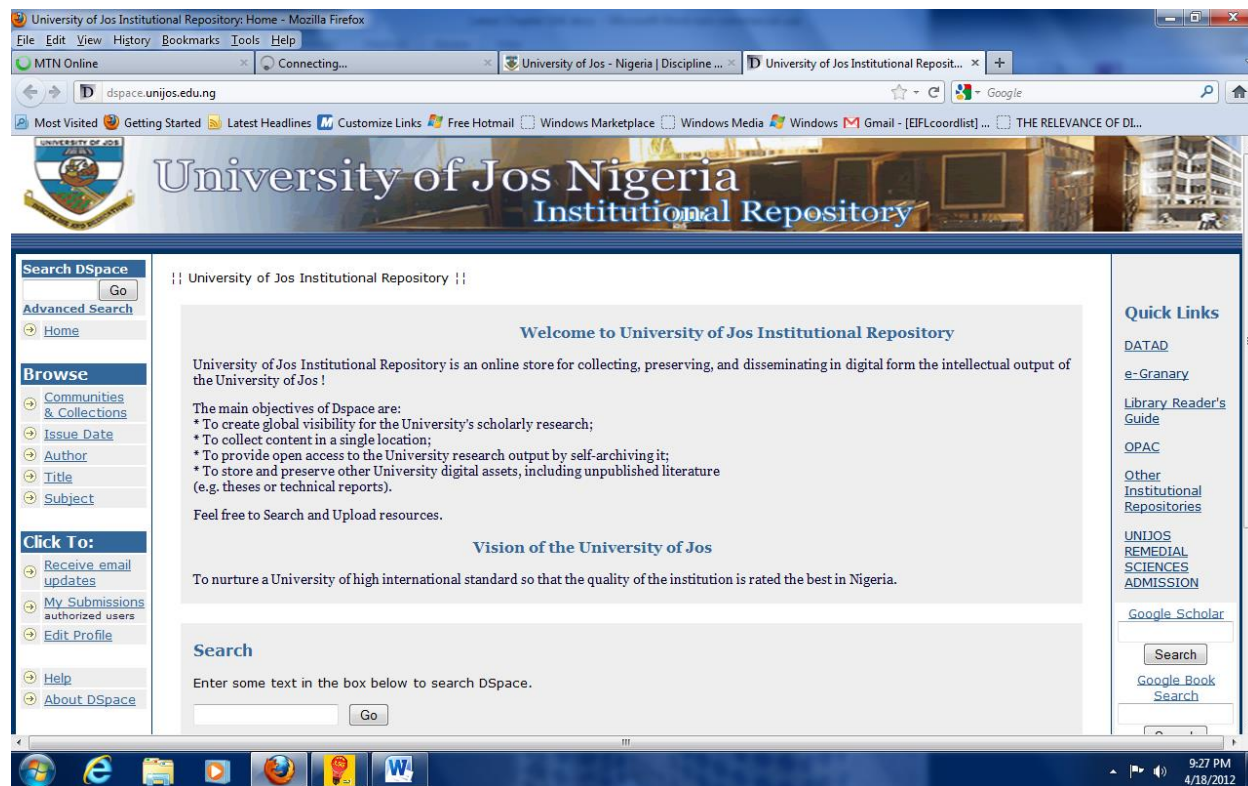 University of Jos Institutional Repository: Home - Mozilla Firefox
File Edit View History Bookmarks Tools Help
MTN Online
Connecting...
University of Jos - Nigeria | Discipline ...
University of Jos Institutional Reposit...
dspace.unijos.edu.ng
Google
Most Visited Getting Started Latest Headlines Customize Links Free Hotmail Windows Marketplace Windows Media Windows Gmail - [EIFLcoordlist] ... THE RELEVANCE OF DI...
UNIVERSITY OF JOS
University of Jos Nigeria
Institutional Repository
Search DSpace
Go
Advanced Search
Home
Browse
Communities
& Collections
Issue Date
Author
Title
Subject
Click To:
Receive email
updates
My Submissions
authorized users
Edit Profile
Help
About DSpace
¦¦ University of Jos Institutional Repository ¦¦
Welcome to University of Jos Institutional Repository
University of Jos Institutional Repository is an online store for collecting, preserving, and disseminating in digital form the intellectual output of
the University of Jos !
The main objectives of Dspace are:
* To create global visibility for the University's scholarly research;
* To collect content in a single location;
* To provide open access to the University research output by self-archiving it;
* To store and preserve other University digital assets, including unpublished literature
(e.g. theses or technical reports).
Feel free to Search and Upload resources.
Vision of the University of Jos
To nurture a University of high international standard so that the quality of the institution is rated the best in Nigeria.
Search
Enter some text in the box below to search DSpace.
Go
Quick Links
DATAD
e-Granary
Library Reader's
Guide
OPAC
Other
Institutional
Repositories
UNIJOS
REMEDIAL
SCIENCES
ADMISSION
Google Scholar
Search
Google Book
Search
9:27 PM
4/18/2012